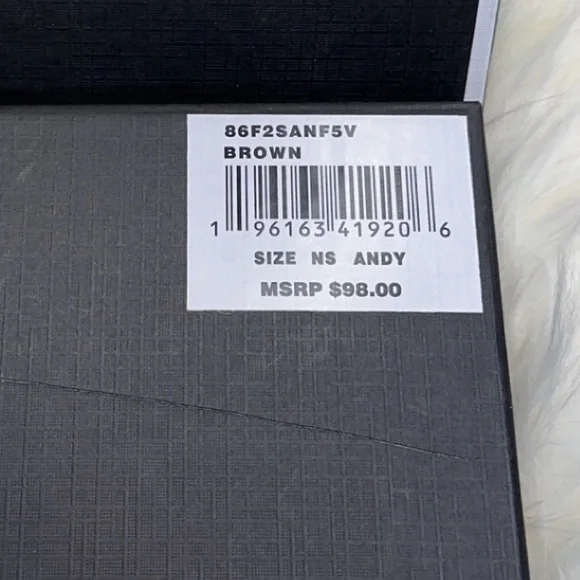 86F2SANF5V
BROWN
1 96163 41920 6
SIZE NS ANDY
MSRP $98.00